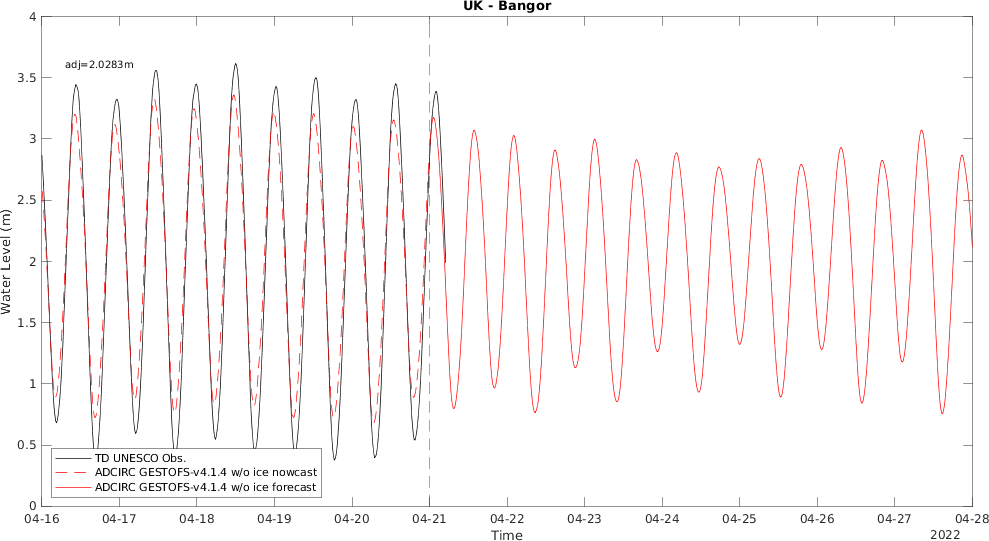 UK - Bangor
adj=2.0283m
Water Level (m)
4
3.5
3
2.5
2
1.5
1
0.5
0
TD UNESCO Obs.
ADCIRC GESTOFS-v4.1.4 w/o ice nowcast
ADCIRC GESTOFS-v4.1.4 w/o ice forecast
04-16 04-17 04-18 04-19 04-20 04-21 04-22 04-23 04-24 04-25 04-26 04-27 04-28
Time
2022